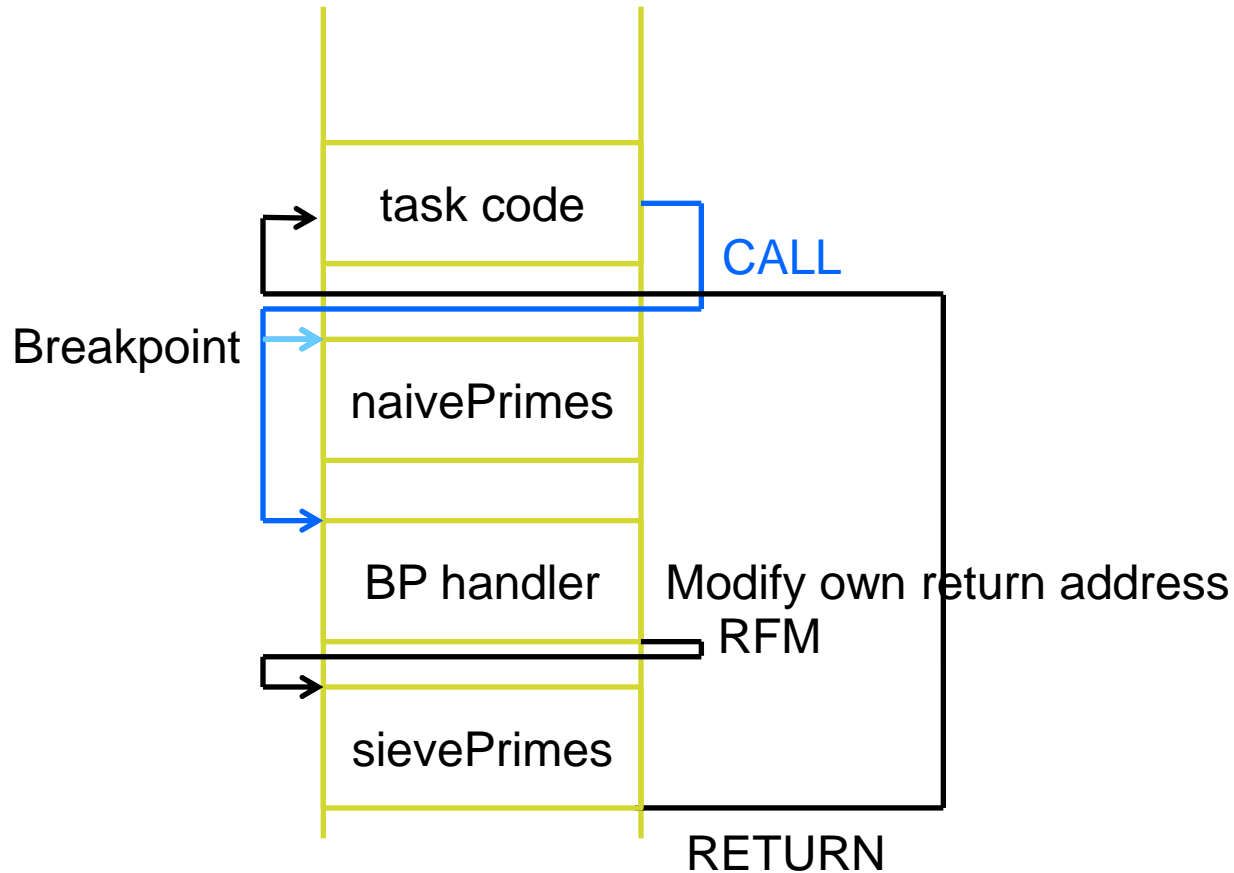 task code
CALL
Breakpoint
naivePrimes
BP handler
Modify own return address
RFM
sievePrimes
RETURN